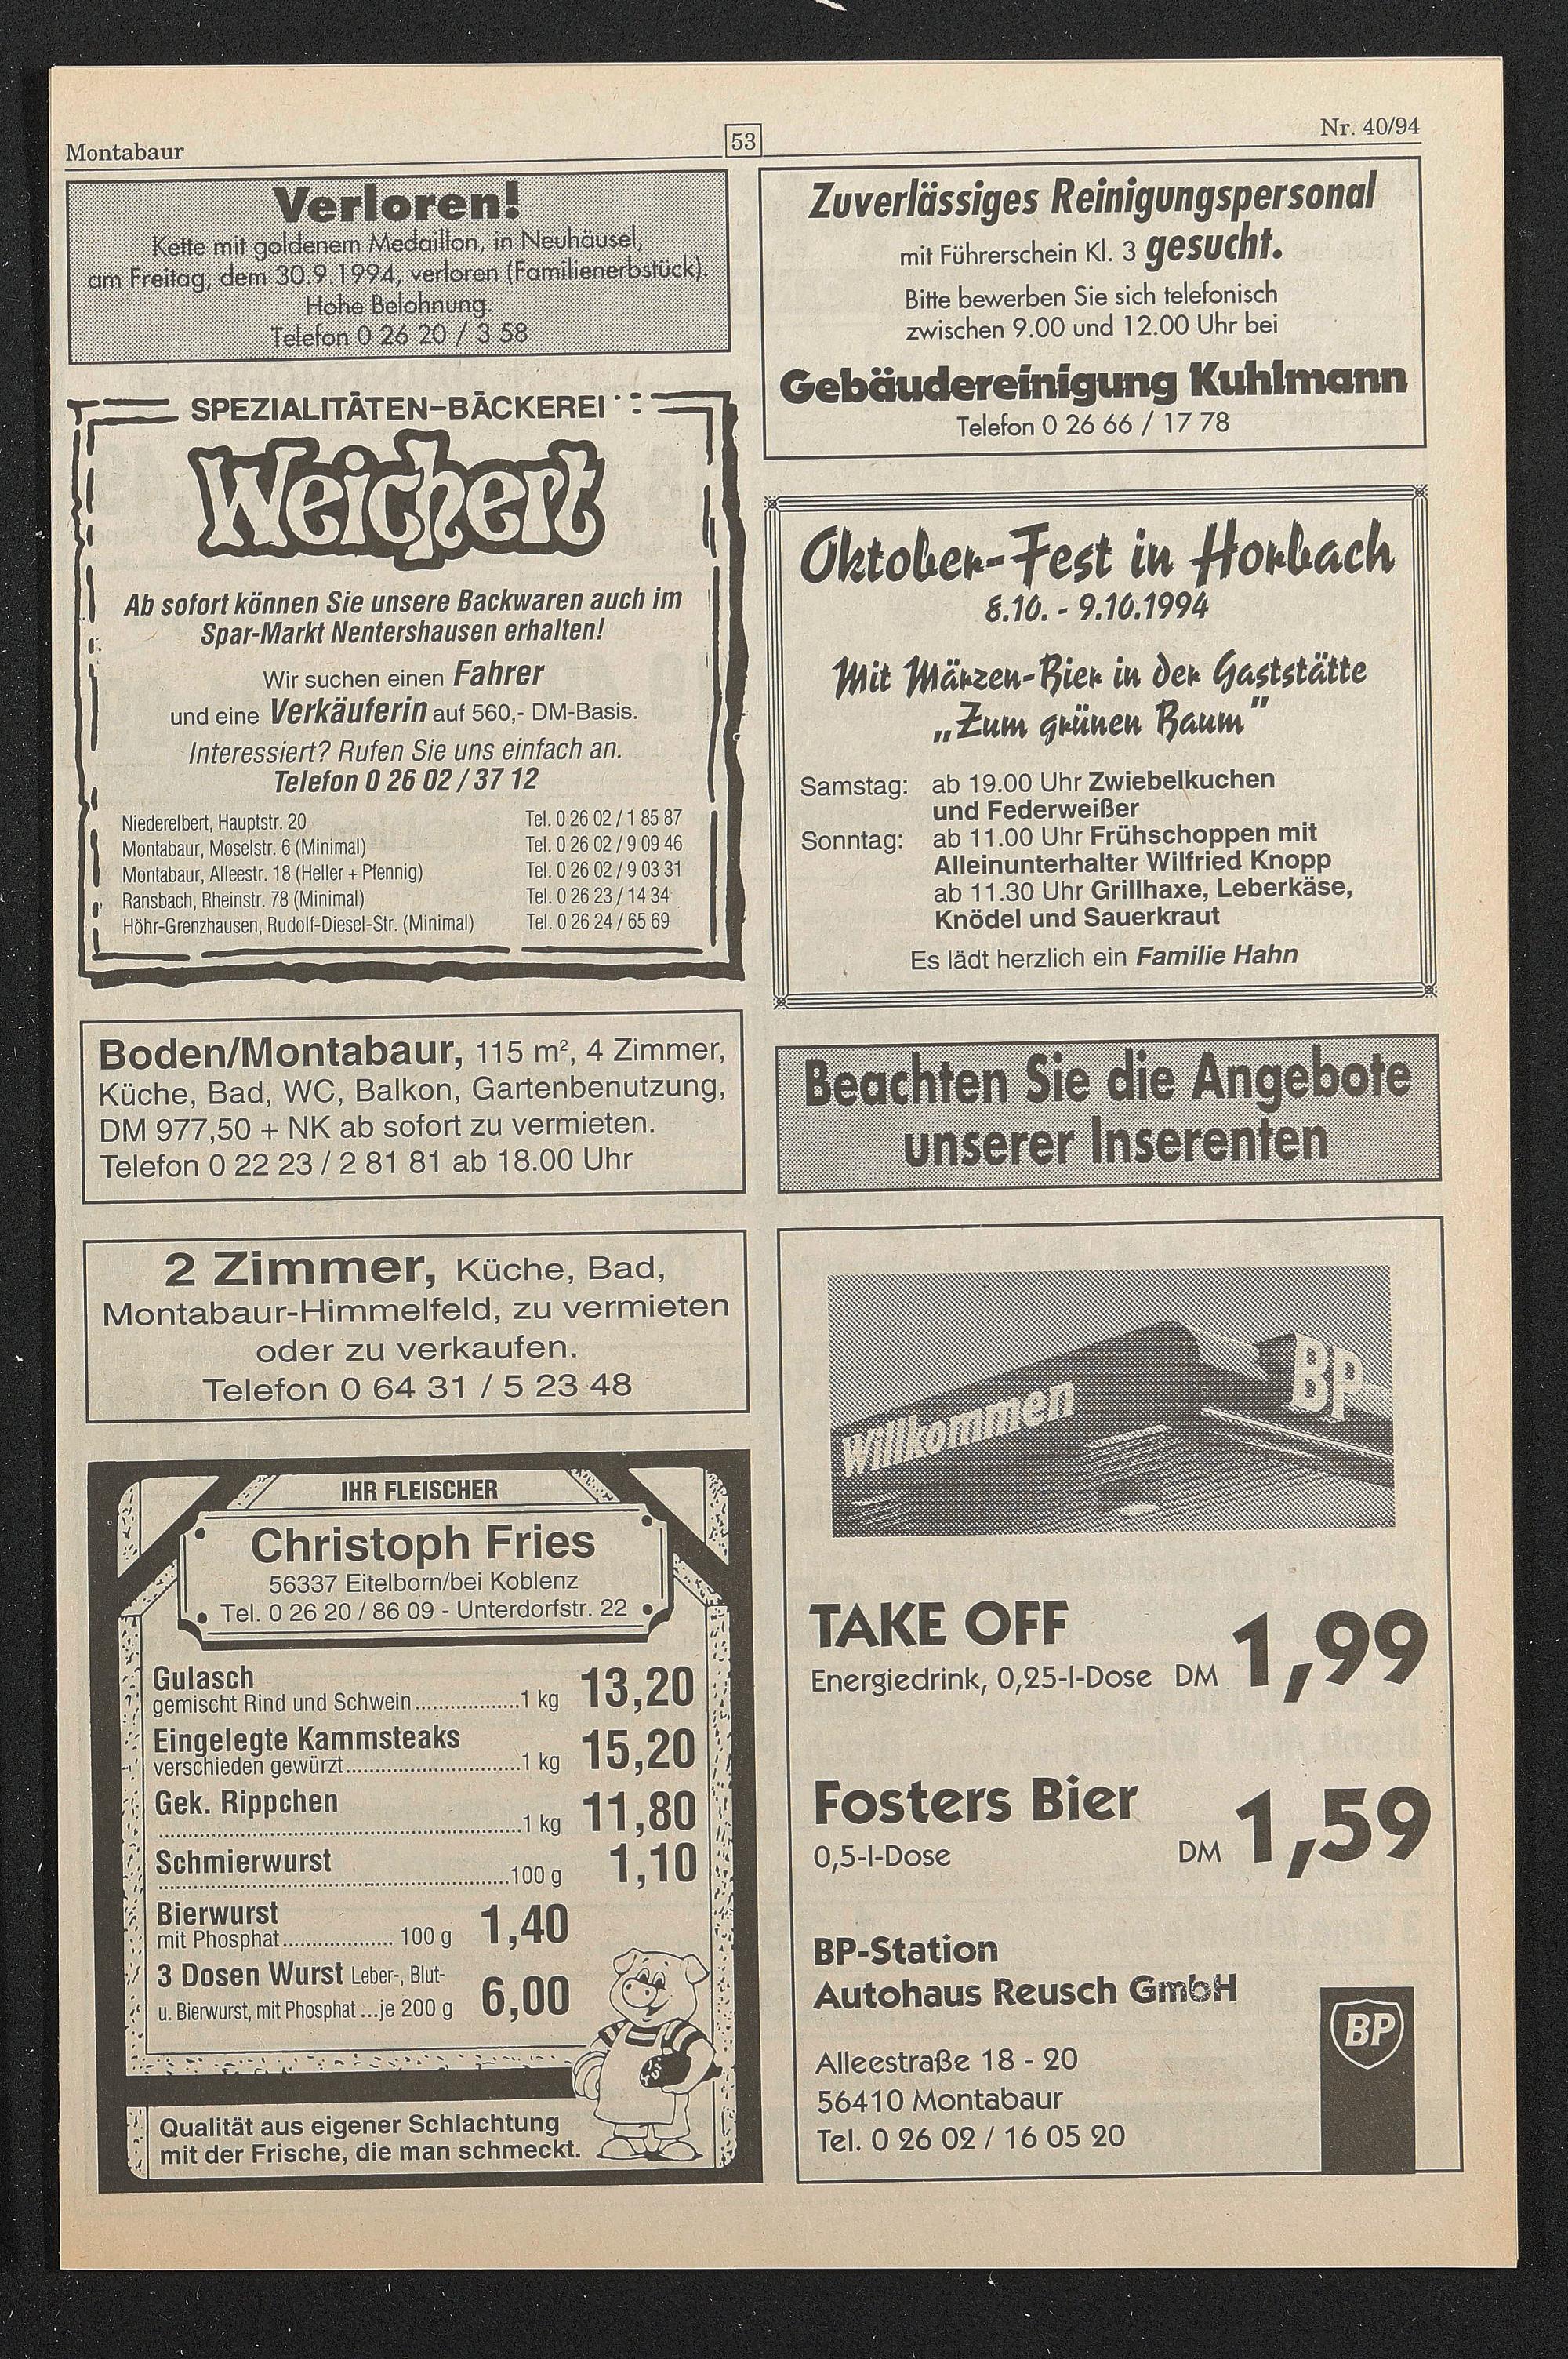 Montabaur
53
Nr. 40/94
Verloren!
Kette mit goldenem Medaillon, in Neuhäusel,
am Freitag, dem 30.9.1994, verloren (Familienerbstück).
Hohe Belohnung.
Telefon 0 26 20 / 3 58
SPEZIALITÄTEN-BÄCKEREI
Weichert
Ab sofort können Sie unsere Backwaren auch im
Spar-Markt Nentershausen erhalten!
Wir suchen einen Fahrer
und eine Verkäuferin auf 560,- DM-Basis.
Interessiert? Rufen Sie uns einfach an.
Telefon 0 26 02 / 37 12
Niederelbert, Hauptstr. 20 Tel. 0 26 02 / 1 85 87
Montabaur, Moselstr. 6 (Minimal) Tel. 0 26 02 / 9 09 46
Montabaur, Alleestr. 18 (Heller + Pfennig) Tel. 0 26 02 / 9 03 31
Ransbach, Rheinstr. 78 (Minimal) Tel. 0 26 23 / 14 34
Höhr-Grenzhausen, Rudolf-Diesel-Str. (Minimal) Tel. 0 26 24 / 65 69
Boden/Montabaur, 115 m², 4 Zimmer,
Küche, Bad, WC, Balkon, Gartenbenutzung,
DM 977,50 + NK ab sofort zu vermieten.
Telefon 0 22 23 / 2 81 81 ab 18.00 Uhr
2 Zimmer, Küche, Bad,
Montabaur-Himmelfeld, zu vermieten
oder zu verkaufen.
Telefon 0 64 31 / 5 23 48
IHR FLEISCHER
Christoph Fries
56337 Eitelborn/bei Koblenz
Tel. 0 26 20 / 86 09 - Unterdorfstr. 22
Gulasch
gemischt Rind und Schwein..................1 kg 13,20
Eingelegte Kammsteaks
verschieden gewürzt..............................1 kg 15,20
Gek. Rippchen
..............................................................1 kg 11,80
Schmierwurst
............................................................100 g 1,10
Bierwurst
mit Phosphat................... 100 g 1,40
3 Dosen Wurst Leber-, Blut-
u. Bierwurst, mit Phosphat ...je 200 g 6,00
Qualität aus eigener Schlachtung
mit der Frische, die man schmeckt.
Zuverlässiges Reinigungspersonal
mit Führerschein Kl. 3 gesucht.
Bitte bewerben Sie sich telefonisch
zwischen 9.00 und 12.00 Uhr bei
Gebäudereinigung Kuhlmann
Telefon 0 26 66 / 17 78
Oktober-Fest in Horbach
8.10. - 9.10.1994
Mit Märzen-Bier in der Gaststätte
„Zum grünen Baum"
Samstag: ab 19.00 Uhr Zwiebelkuchen
und Federweißer
Sonntag: ab 11.00 Uhr Frühschoppen mit
Alleinunterhalter Wilfried Knopp
ab 11.30 Uhr Grillhaxe, Leberkäse,
Knödel und Sauerkraut
Es lädt herzlich ein Familie Hahn
Beachten Sie die Angebote
unserer Inserenten
Willkommen
BP
TAKE OFF
Energiedrink, 0,25-l-Dose DM 1,99
Fosters Bier
0,5-l-Dose DM 1,59
BP-Station
Autohaus Reusch GmbH
Alleestraße 18 - 20
56410 Montabaur
Tel. 0 26 02 / 16 05 20
BP